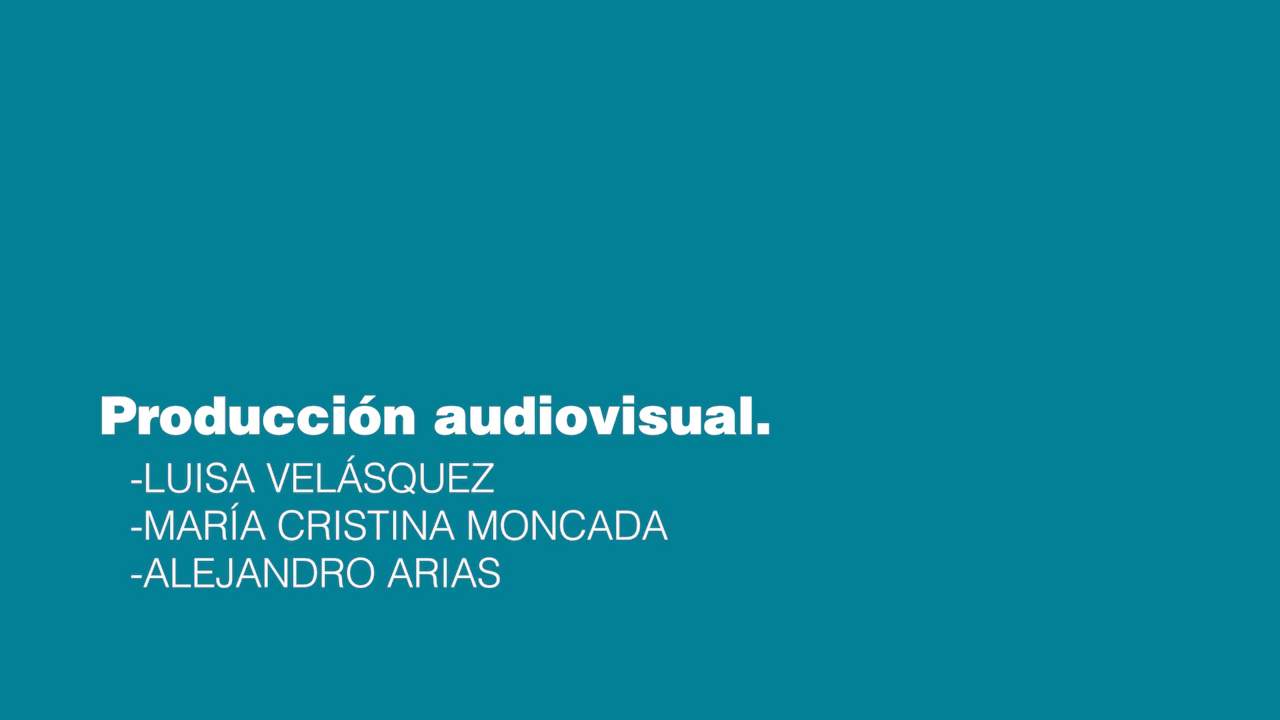 Producción audiovisual.
-LUISA VELÁSQUEZ
-MARÍA CRISTINA MONCADA
-ALEJANDRO ARIAS